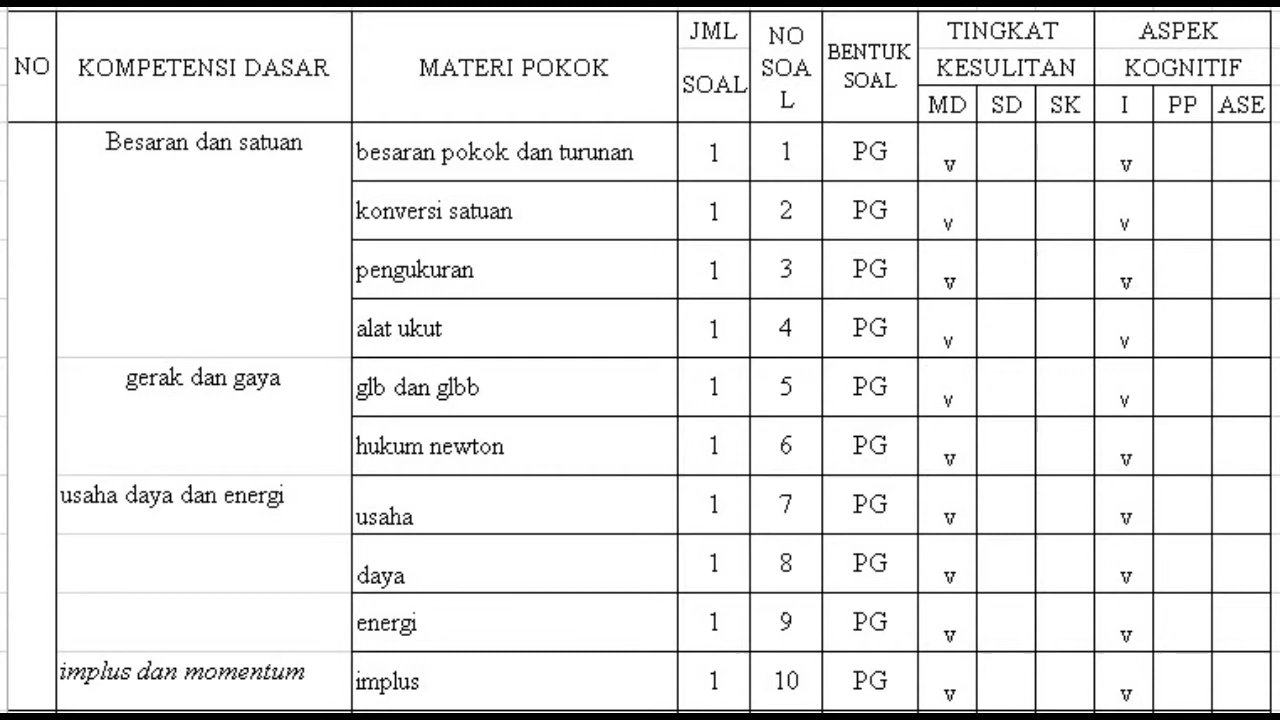 NO KOMPETENSI DASAR MATERI POKOK JML SOAL NO SOA L BENTUK SOAL TINGKAT KESULITAN ASPEK KOGNITIF
MD SD SK I PP ASE
Besaran dan satuan besaran pokok dan turunan 1 1 PG v v
konversi satuan 1 2 PG v v
pengukuran 1 3 PG v v
alat ukut 1 4 PG v v
gerak dan gaya glb dan glbb 1 5 PG v v
hukum newton 1 6 PG v v
usaha daya dan energi usaha 1 7 PG v v
daya 1 8 PG v v
energi 1 9 PG v v
implus dan momentum implus 1 10 PG v v